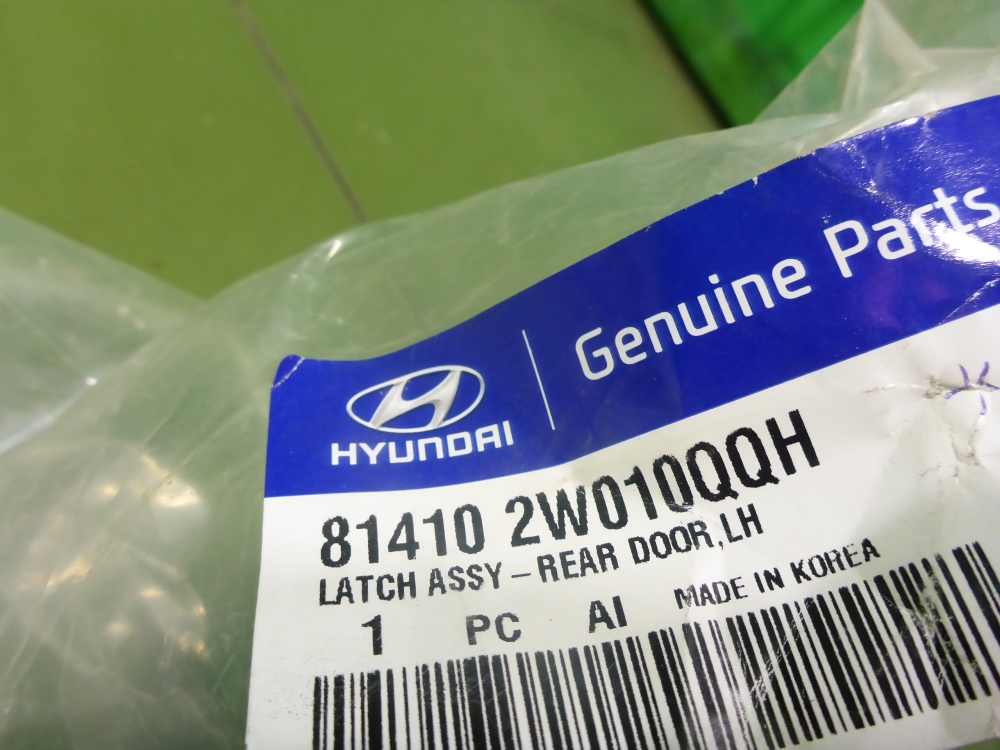 HYUNDAI Genuine Parts
81410 2W010QQH
LATCH ASSY – REAR DOOR,LH
1 PC AI MADE IN KOREA